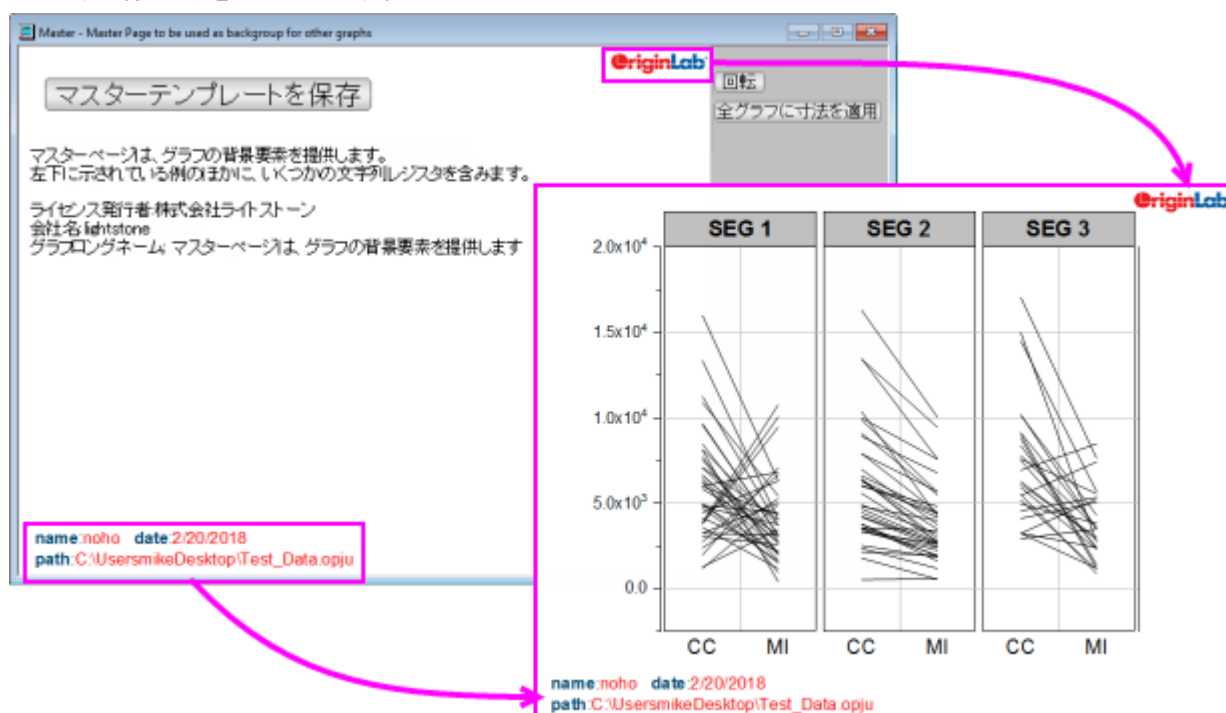 Master - Master Page to be used as backgroup for other graphs
OriginLab
回転
マスターテンプレートを保存
全グラフに寸法を適用
マスターページは、グラフの背景要素を提供します。
左下に示されている例のほかに、いくつかの文字列レジスタを含みます。
ライセンス発行者:株式会社ライトストーン
会社名:lightstone
グラフロングネーム: マスターページは、グラフの背景要素を提供します
name:noho date:2/20/2018
path:C:\UsersmikeDesktop\Test_Data.opju
OriginLab
SEG 1 SEG 2 SEG 3
2.0x10⁴
1.5x10⁴
1.0x10⁴
5.0x10³
0.0
CC MI CC MI CC MI
name:noho date:2/20/2018
path:C:\UsersmikeDesktop\Test_Data.opju